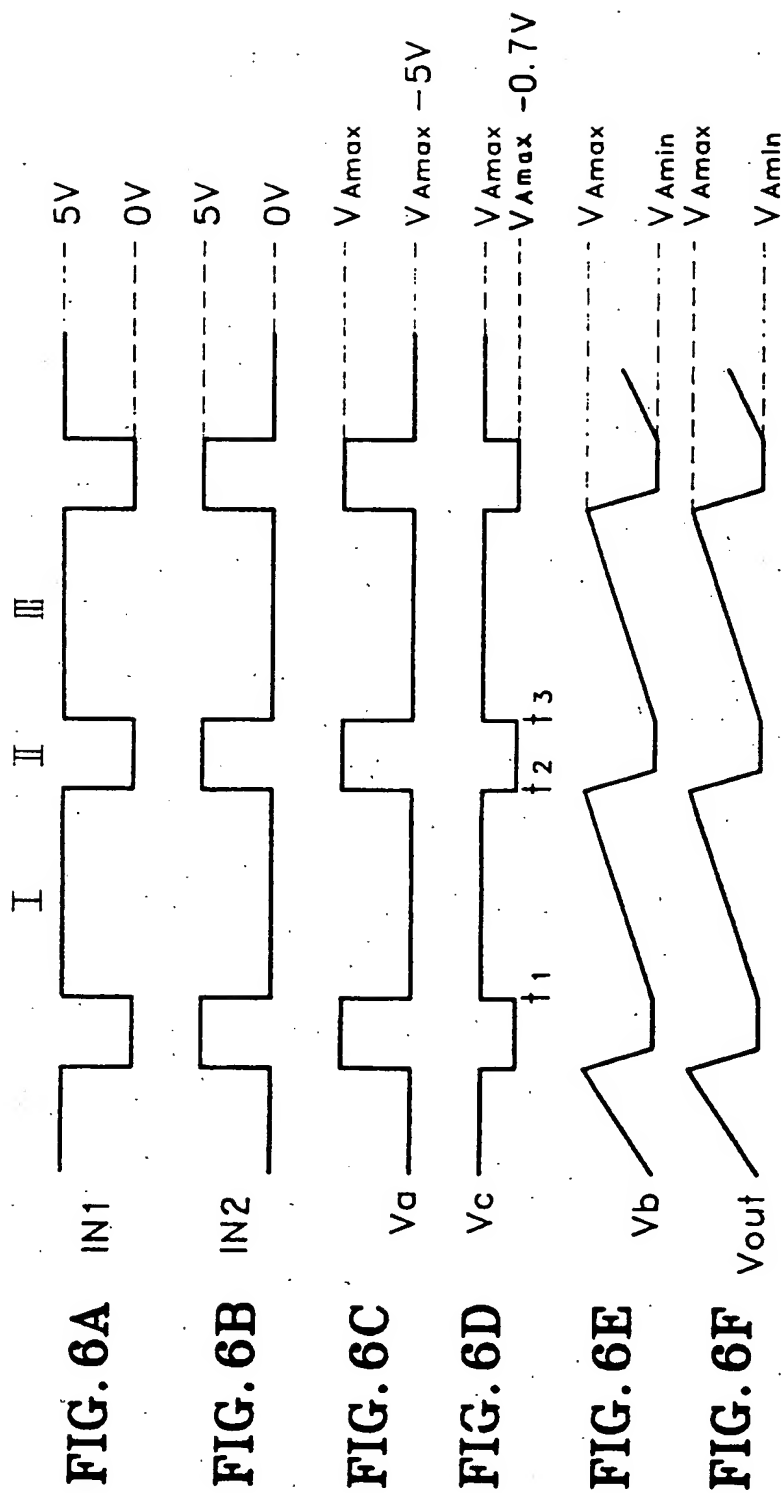 I II III
FIG. 6A IN1 5V 0V
FIG. 6B IN2 5V 0V
FIG. 6C Va VAmax VAmax -5V
FIG. 6D Vc VAmax VAmax -0.7V
t1 t2 t3
FIG. 6E Vb VAmax VAmin
FIG. 6F Vout VAmax VAmin